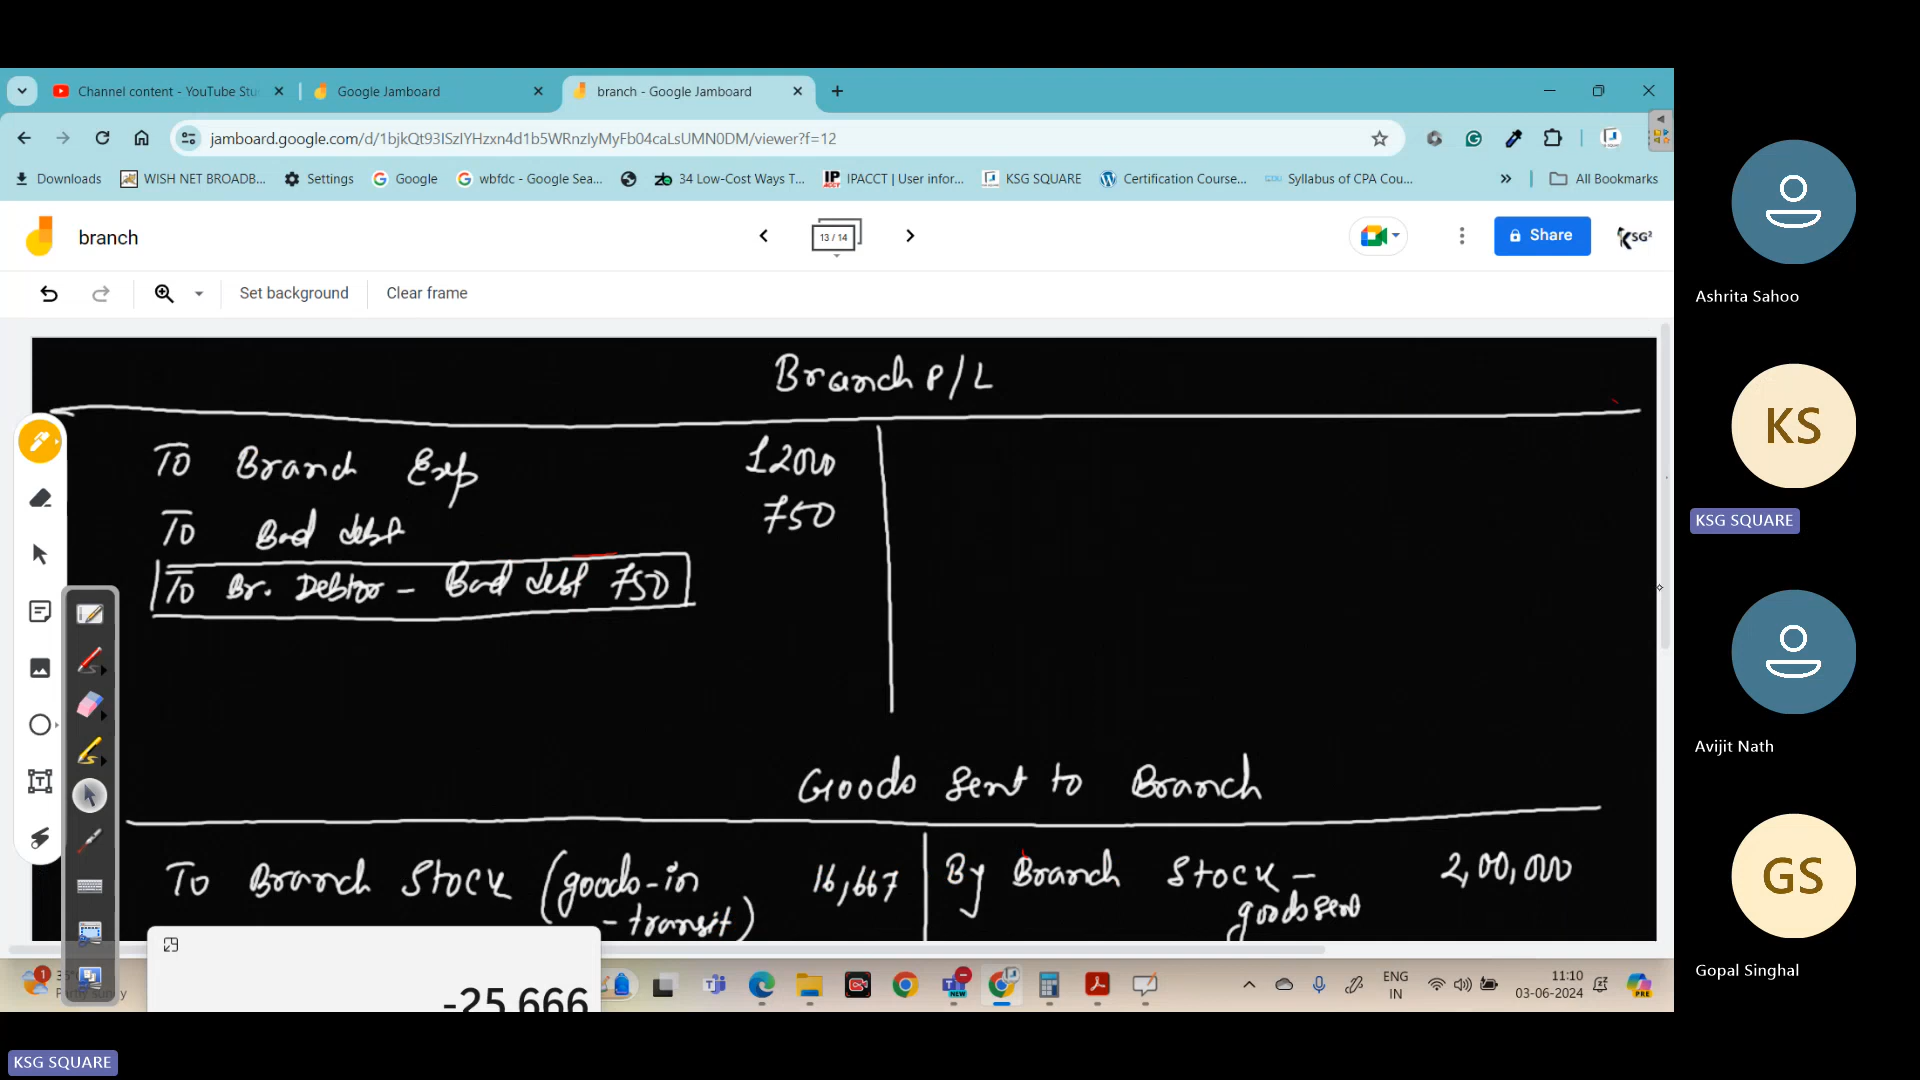 Channel content - YouTube Stu
Google Jamboard
branch - Google Jamboard
jamboard.google.com/d/1bjkQt93ISzIYHzxn4d1b5WRnzIyMyFb04caLsUMN0DM/viewer?f=12
Downloads
WISH NET BROADB...
Settings
Google
wbfdc - Google Sea...
34 Low-Cost Ways T...
IPACCT | User infor...
KSG SQUARE
Certification Course...
Syllabus of CPA Cou...
All Bookmarks
branch
13 / 14
Share
KSG²
Set background
Clear frame
Branch P/L
To Branch Exp 12000
To Bad debt 750
To Br. Debtor - Bad debt 750
Goods Sent to Branch
To Branch Stock (goods-in 16,667
-transit)
By Branch Stock - 2,00,000
goods sent
-25,666
Partly sunny
ENG
IN
11:10
03-06-2024
Ashrita Sahoo
KS
KSG SQUARE
Avijit Nath
GS
Gopal Singhal
KSG SQUARE